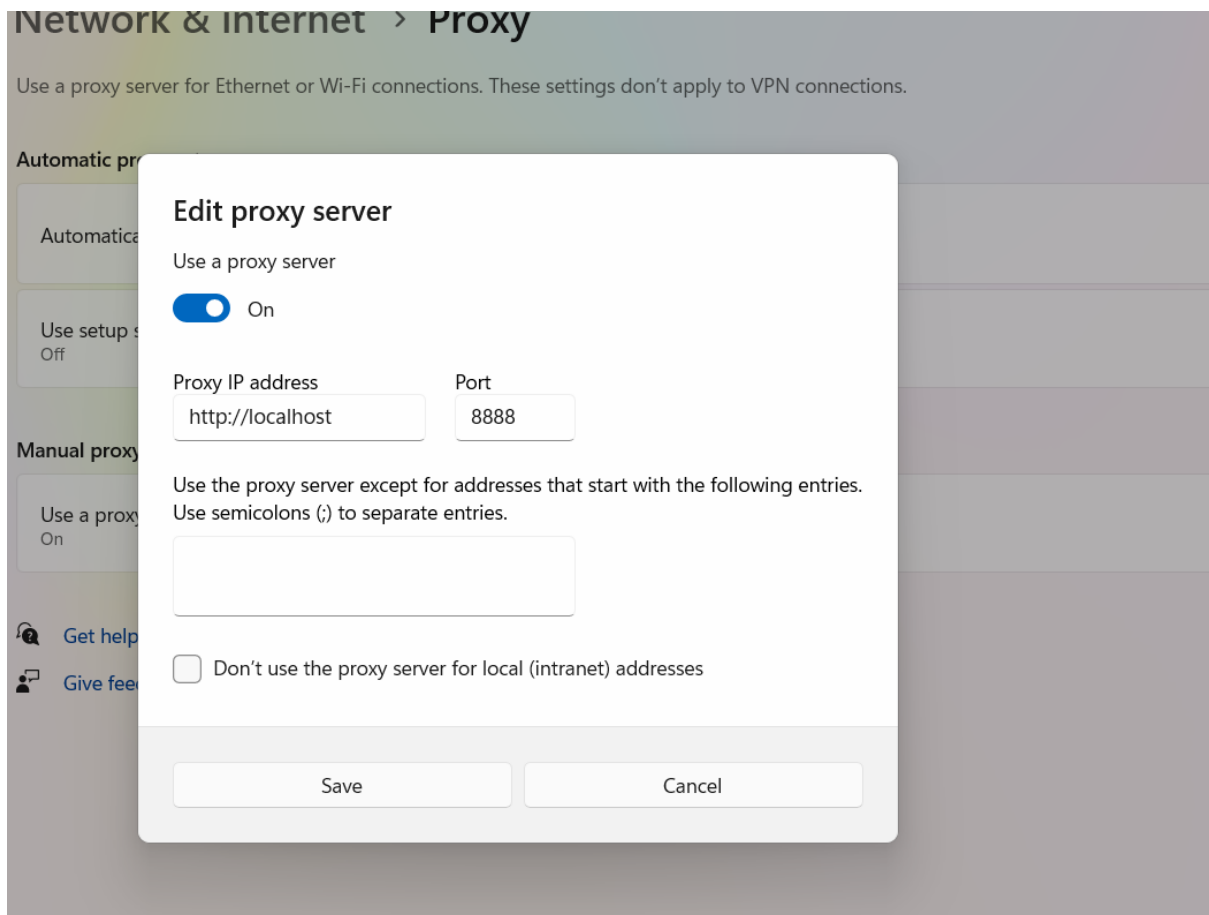 Network & internet > Proxy
Use a proxy server for Ethernet or Wi-Fi connections. These settings don't apply to VPN connections.
Automatic
Edit proxy server
Use a proxy server
On
Use setup
Off
Proxy IP address Port
http://localhost 8888
Manual proxy
Use the proxy server except for addresses that start with the following entries.
Use semicolons (;) to separate entries.
Use a proxy
On
Get help
Give
Don't use the proxy server for local (intranet) addresses
Save Cancel